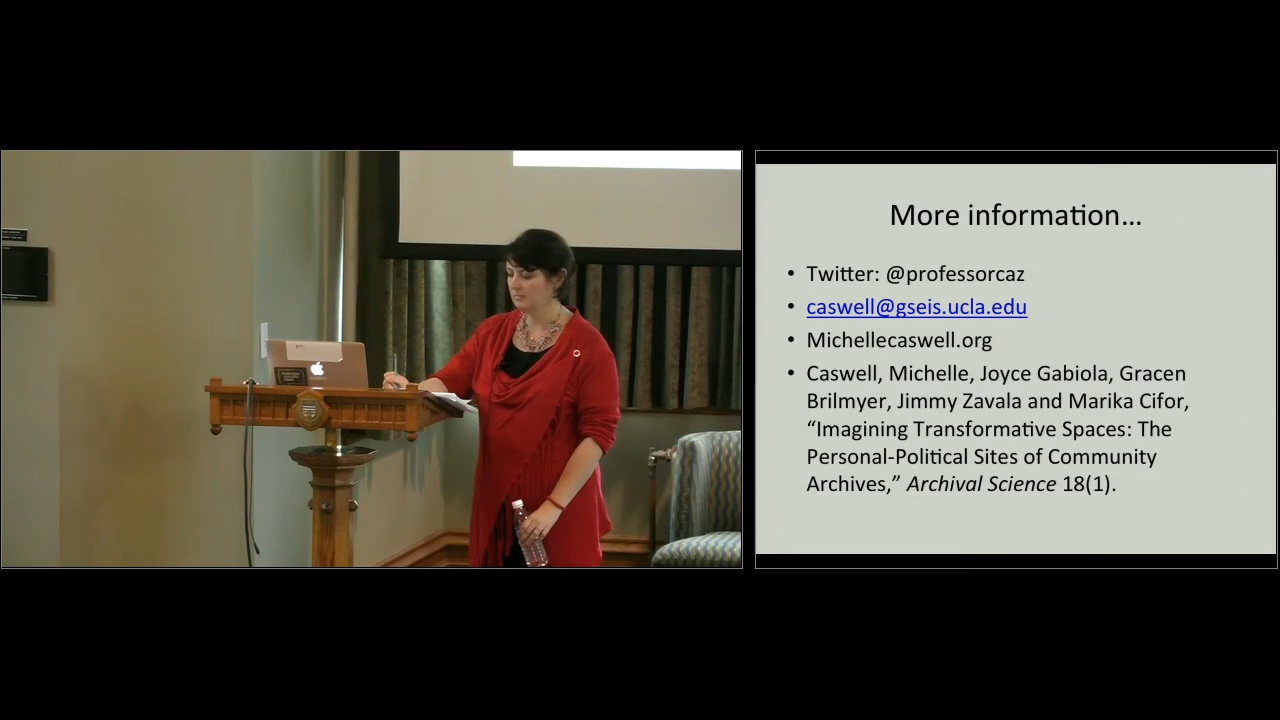 More information…
• Twitter: @professorcaz
• caswell@gseis.ucla.edu
• Michellecaswell.org
• Caswell, Michelle, Joyce Gabiola, Gracen
Brilmyer, Jimmy Zavala and Marika Cifor,
“Imagining Transformative Spaces: The
Personal-Political Sites of Community
Archives,” Archival Science 18(1).